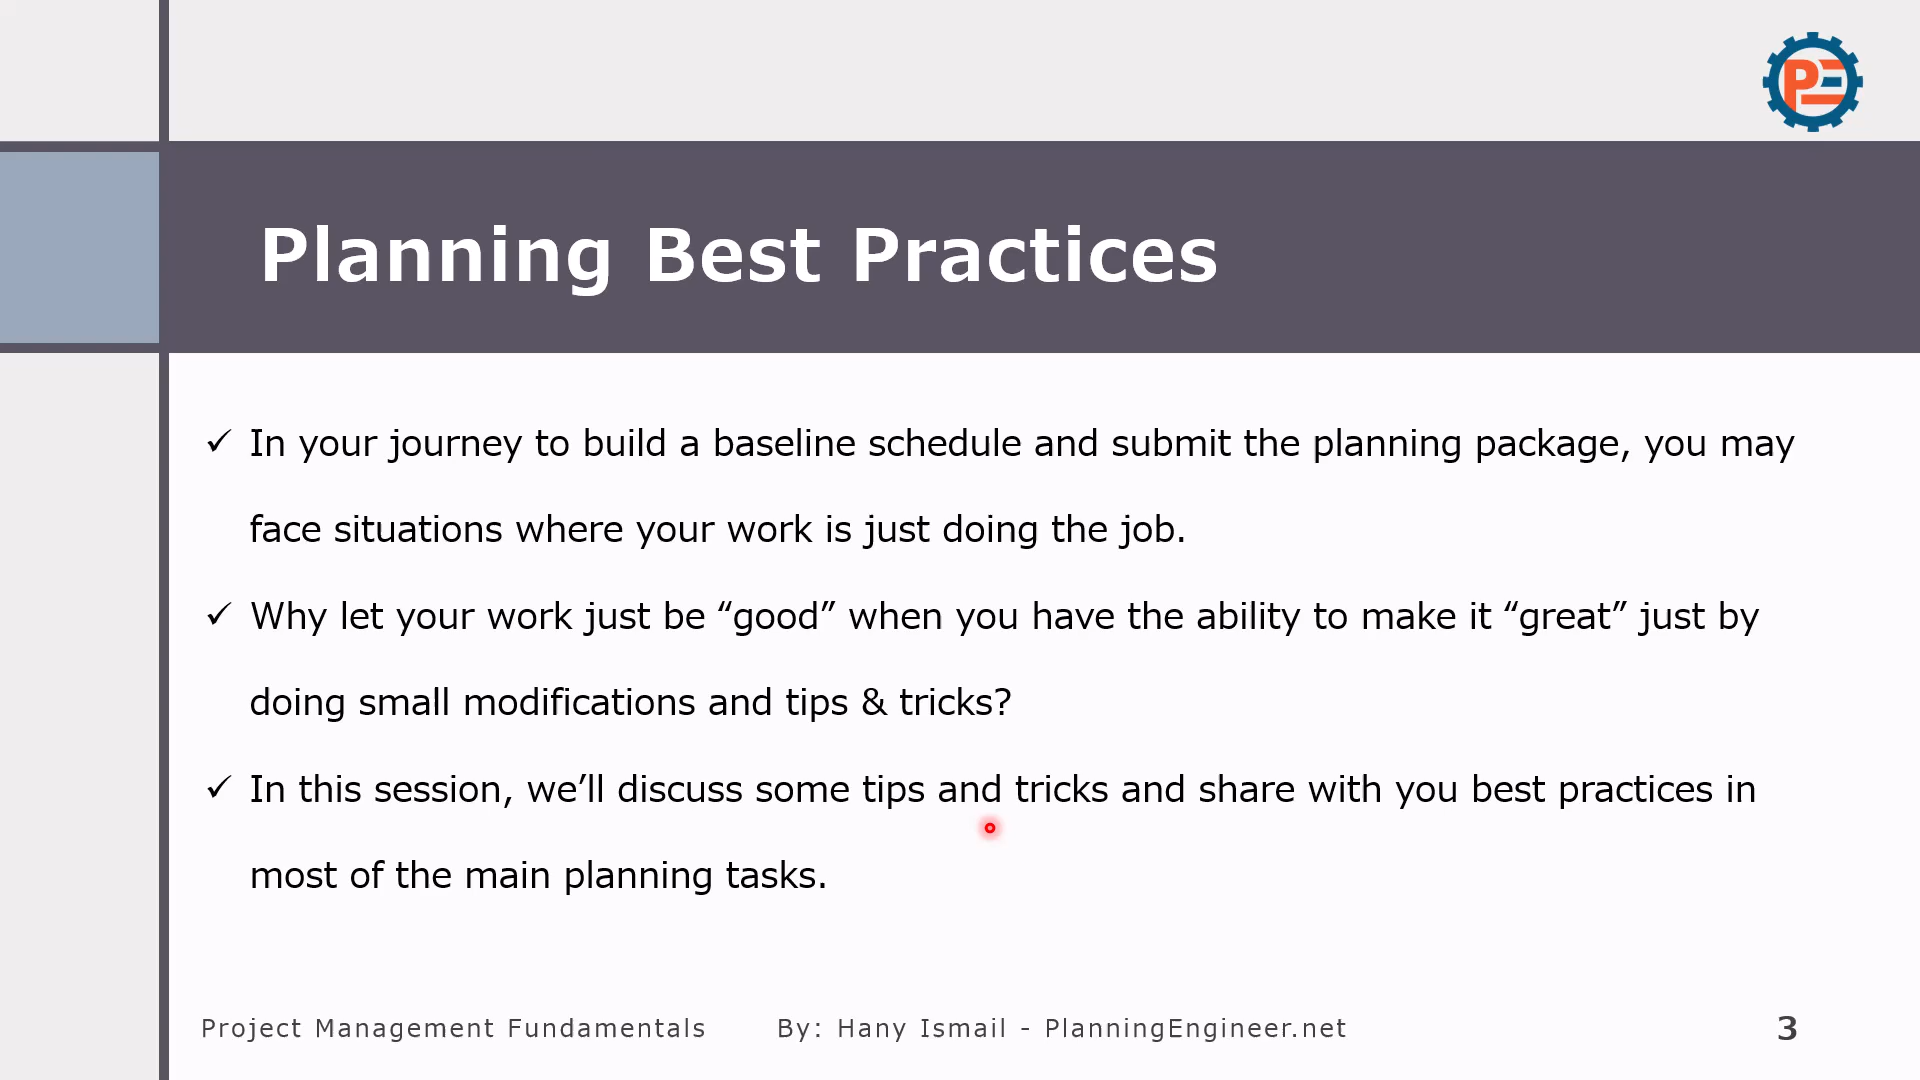 PE
Planning Best Practices
✓ In your journey to build a baseline schedule and submit the planning package, you may
face situations where your work is just doing the job.
✓ Why let your work just be “good” when you have the ability to make it “great” just by
doing small modifications and tips & tricks?
✓ In this session, we’ll discuss some tips and tricks and share with you best practices in
most of the main planning tasks.
Project Management Fundamentals By: Hany Ismail - PlanningEngineer.net 3